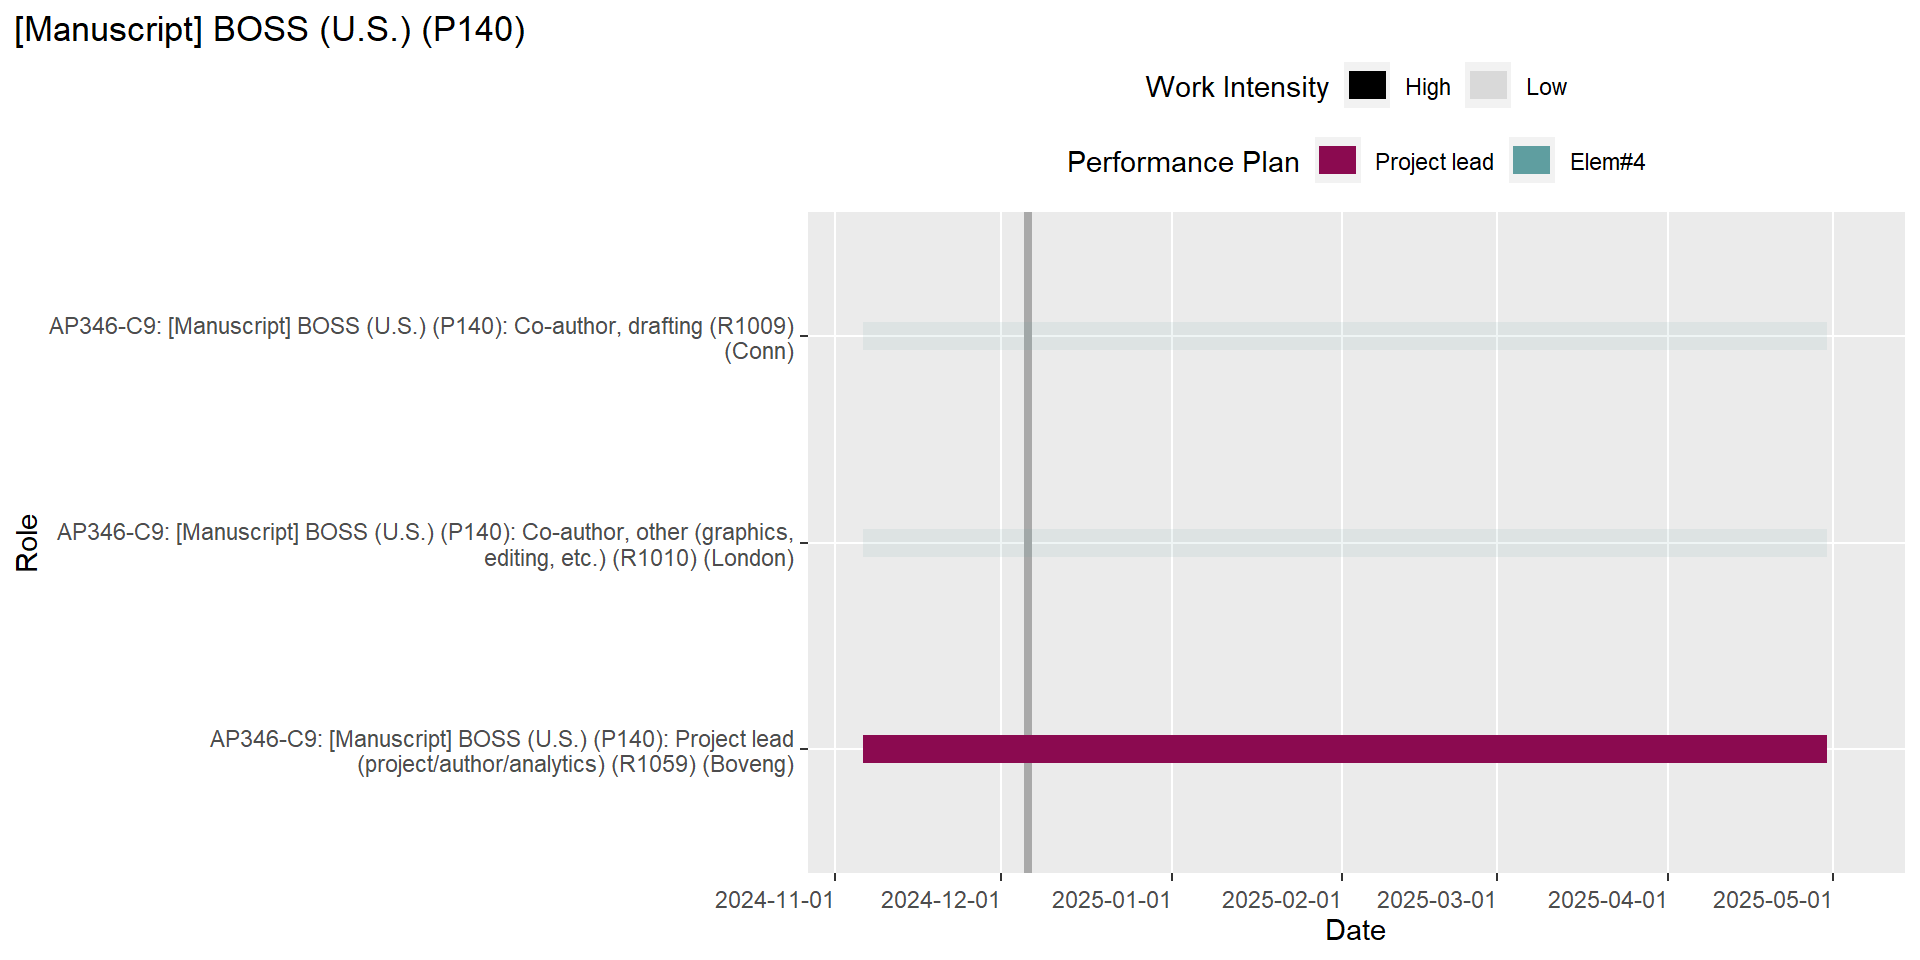 [Manuscript] BOSS (U.S.) (P140)
Work Intensity High Low
Performance Plan Project lead Elem#4
AP346-C9: [Manuscript] BOSS (U.S.) (P140): Co-author, drafting (R1009)
(Conn)
AP346-C9: [Manuscript] BOSS (U.S.) (P140): Co-author, other (graphics,
editing, etc.) (R1010) (London)
AP346-C9: [Manuscript] BOSS (U.S.) (P140): Project lead
(project/author/analytics) (R1059) (Boveng)
Role
2024-11-01 2024-12-01 2025-01-01 2025-02-01 2025-03-01 2025-04-01 2025-05-01
Date